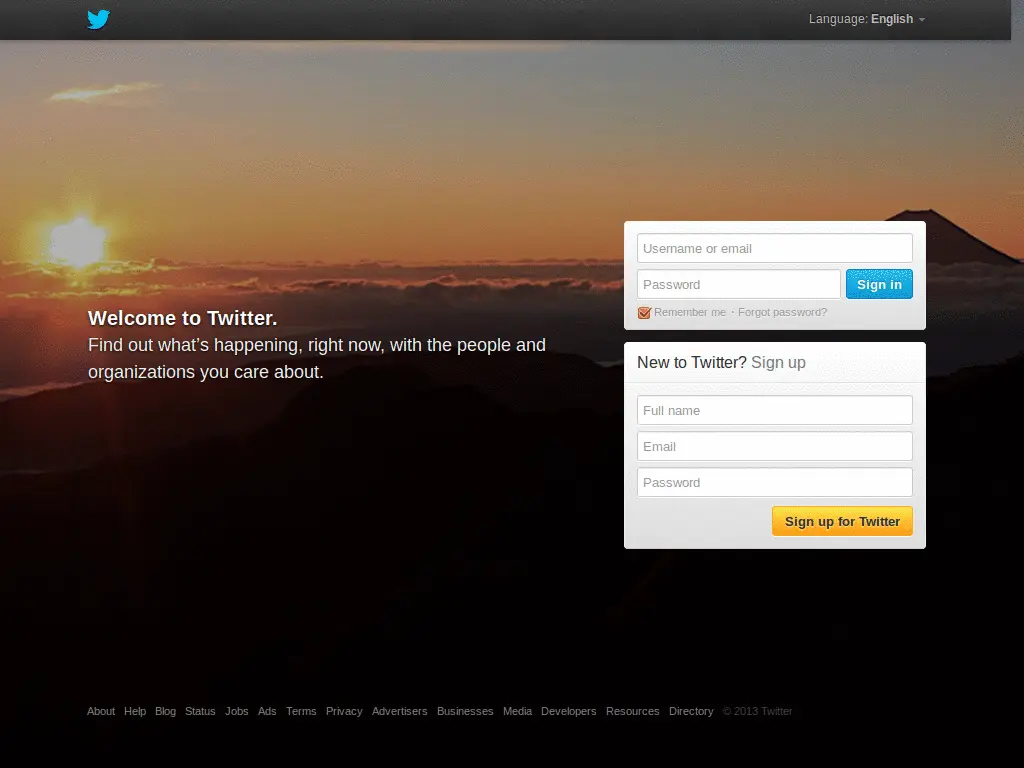 Language: English
Username or email
Password
Sign in
Remember me · Forgot password?
Welcome to Twitter.
Find out what’s happening, right now, with the people and
organizations you care about.
New to Twitter? Sign up
Full name
Email
Password
Sign up for Twitter
About Help Blog Status Jobs Ads Terms Privacy Advertisers Businesses Media Developers Resources Directory © 2013 Twitter